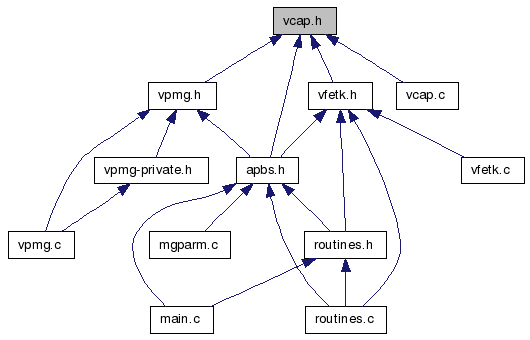 vcap.h
vpmg.h
vfetk.h
vcap.c
vpmg-private.h
apbs.h
vfetk.c
vpmg.c
mgparm.c
routines.h
main.c
routines.c